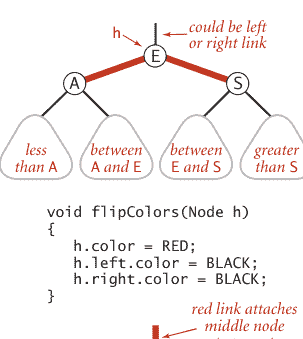 could be left
or right link
h
E
A
S
less
than A
between
A and E
between
E and S
greater
than S
void flipColors(Node h)
{
   h.color = RED;
   h.left.color = BLACK;
   h.right.color = BLACK;
}
red link attaches
middle node